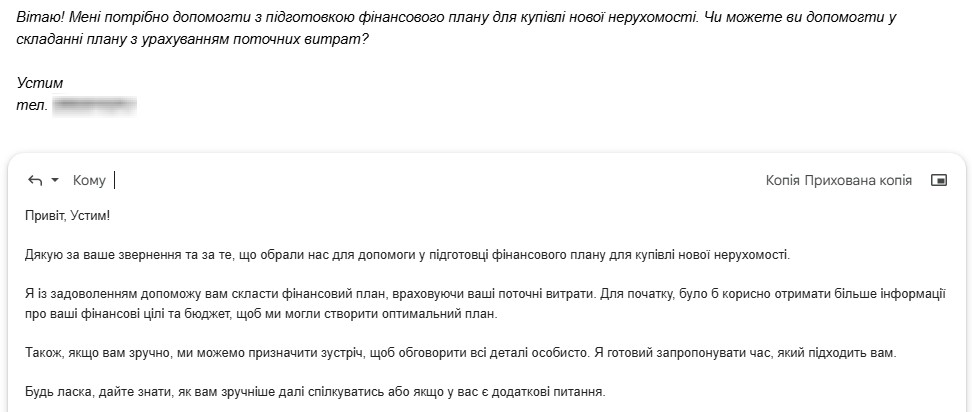 Вітаю! Мені потрібно допомогти з підготовкою фінансового плану для купівлі нової нерухомості. Чи можете ви допомогти у
складанні плану з урахуванням поточних витрат?
Устим
тел.
Кому
Копія Прихована копія
Привіт, Устим!
Дякую за ваше звернення та за те, що обрали нас для допомоги у підготовці фінансового плану для купівлі нової нерухомості.
Я із задоволенням допоможу вам скласти фінансовий план, враховуючи ваші поточні витрати. Для початку, було б корисно отримати більше інформації
про ваші фінансові цілі та бюджет, щоб ми могли створити оптимальний план.
Також, якщо вам зручно, ми можемо призначити зустріч, щоб обговорити всі деталі особисто. Я готовий запропонувати час, який підходить вам.
Будь ласка, дайте знати, як вам зручніше далі спілкуватись або якщо у вас є додаткові питання.